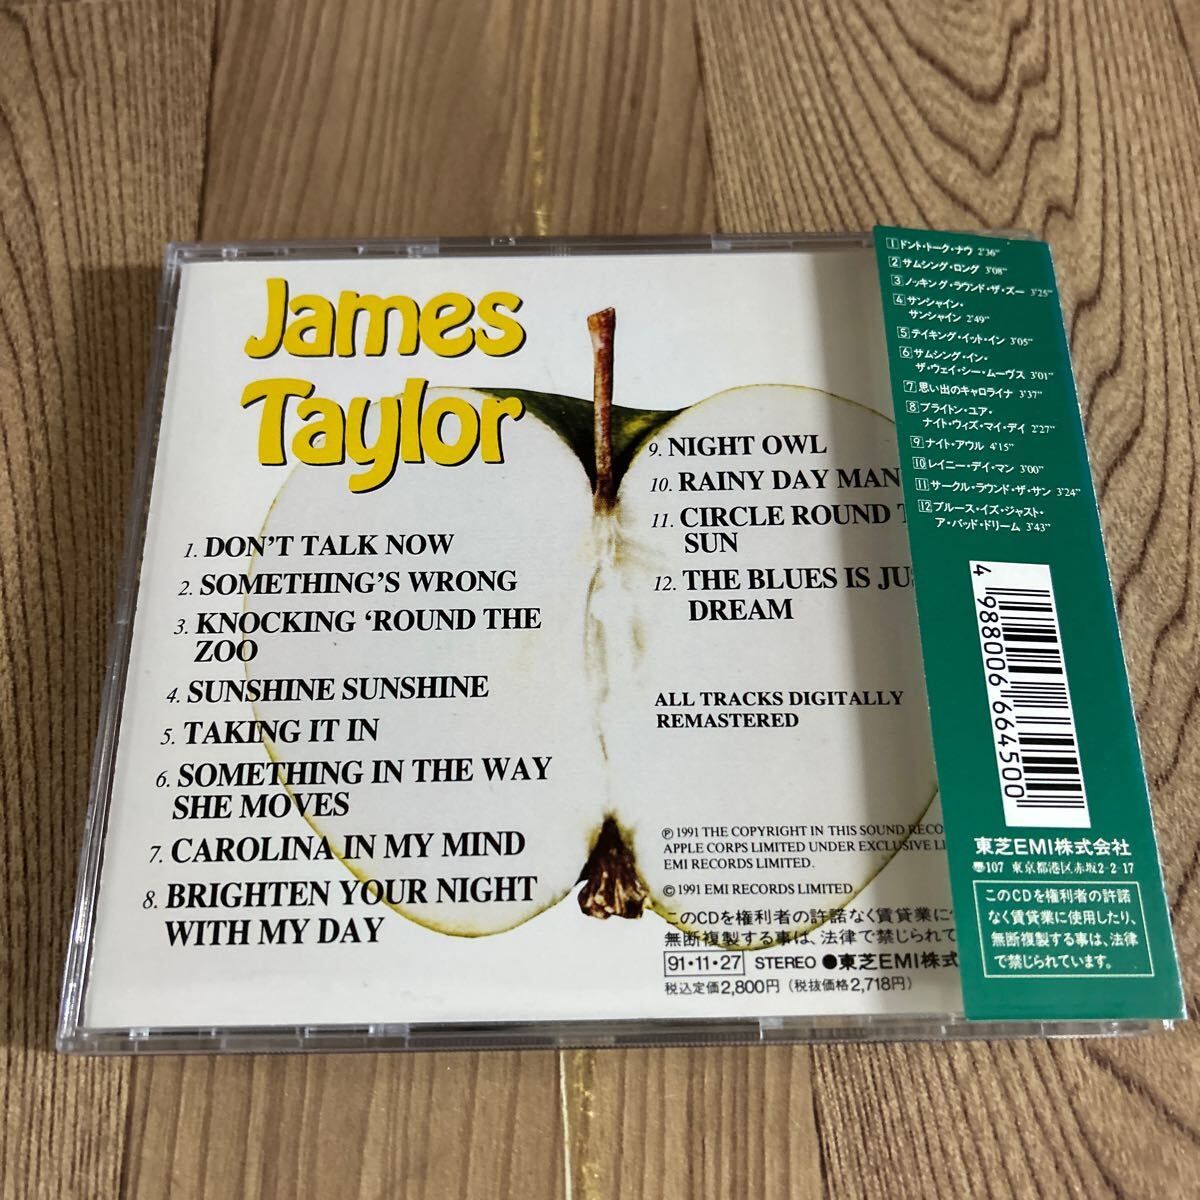 James
Taylor
1. DON'T TALK NOW
2. SOMETHING'S WRONG
3. KNOCKING 'ROUND THE
ZOO
4. SUNSHINE SUNSHINE
5. TAKING IT IN
6. SOMETHING IN THE WAY
SHE MOVES
7. CAROLINA IN MY MIND
8. BRIGHTEN YOUR NIGHT
WITH MY DAY
9. NIGHT OWL
10. RAINY DAY MAN
11. CIRCLE ROUND T
SUN
12. THE BLUES IS JUS
DREAM
ALL TRACKS DIGITALLY
REMASTERED
Ⓟ 1991 THE COPYRIGHT IN THIS SOUND RECO
APPLE CORPS LIMITED UNDER EXCLUSIVE LI
EMI RECORDS LIMITED.
© 1991 EMI RECORDS LIMITED
このCDを権利者の許諾なく賃貸業に
無断複製する事は、法律で禁じられて
91・11・27 STEREO ●東芝EMI株式
税込定価2,800円(税抜価格2,718円)
1 ドント・トーク・ナウ 2'36"
2 サムシング・ロング 3'08"
3 ノッキング・ラウンド・ザ・ズー 3'25"
4 サンシャイン・
サンシャイン 2'49"
5 テイキング・イット・イン 3'05"
6 サムシング・イン・
ザ・ウェイ・シー・ムーヴス 3'01"
7 思い出のキャロライナ 3'37"
8 ブライトン・ユア・
ナイト・ウィズ・マイ・デイ 2'27"
9 ナイト・アウル 4'15"
10 レイニー・デイ・マン 3'00"
11 サークル・ラウンド・ザ・サン 3'24"
12 ブルース・イズ・ジャスト・
ア・バッド・ドリーム 3'43"
4 988006 664500
東芝EMI株式会社
〠107 東京都港区赤坂2-2-17
このCDを権利者の許諾
なく賃貸業に使用したり、
無断複製する事は、法律
で禁じられています。